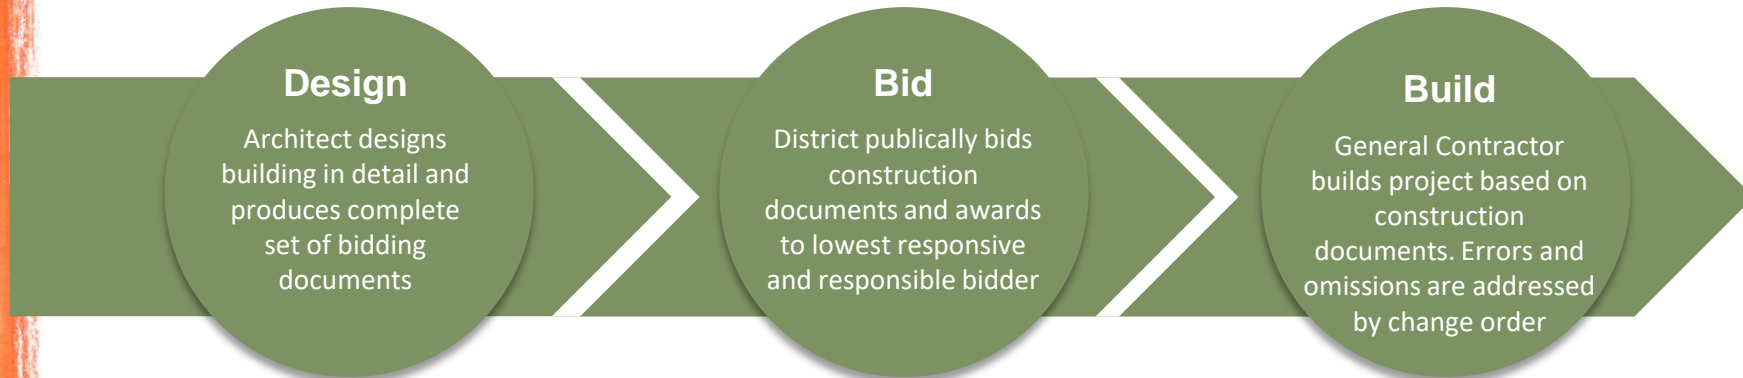 Design
Architect designs
building in detail and
produces complete
set of bidding
documents
Bid
District publically bids
construction
documents and awards
to lowest responsive
and responsible bidder
Build
General Contractor
builds project based on
construction
documents. Errors and
omissions are addressed
by change order